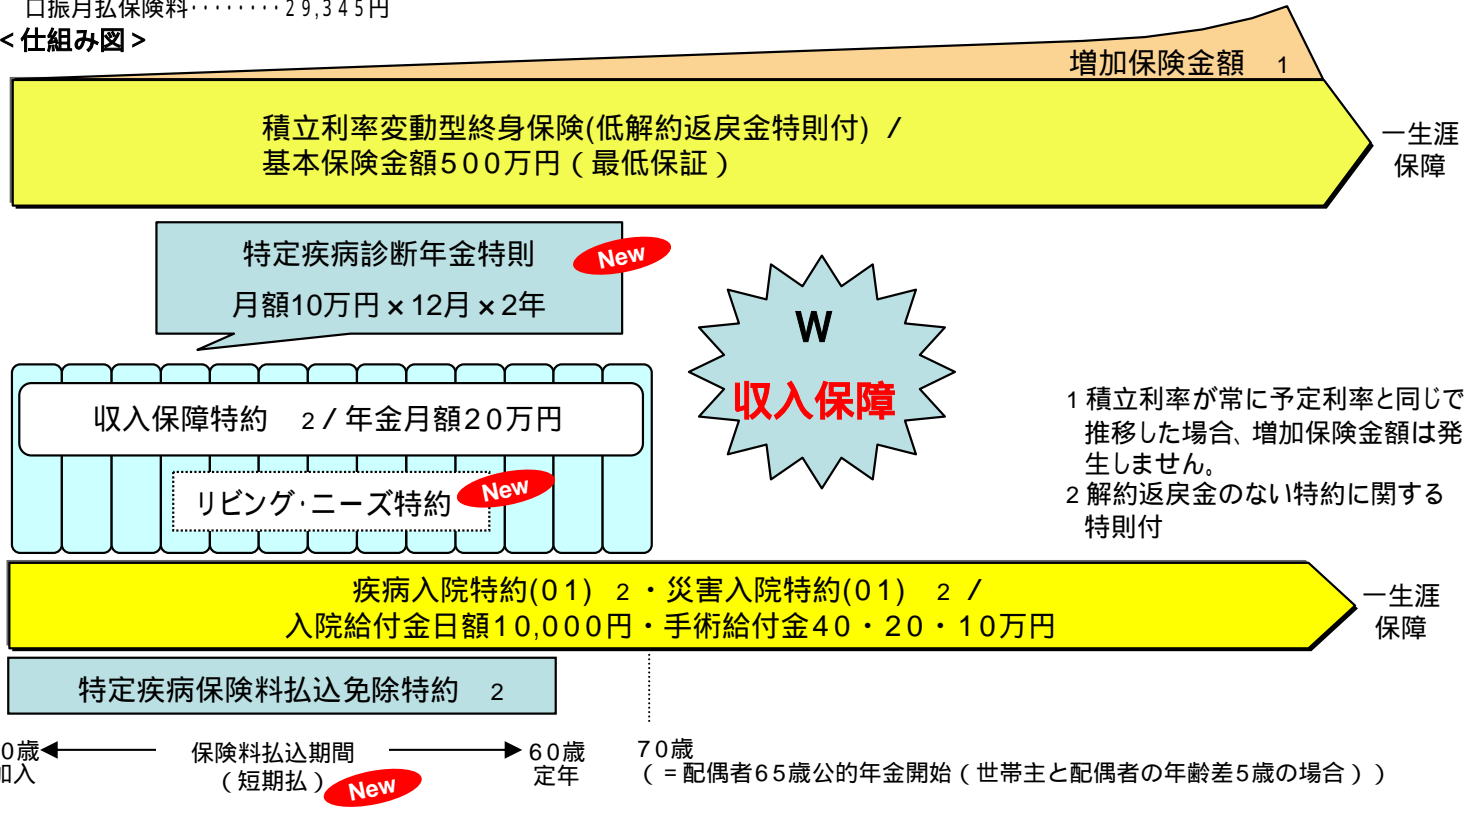 口振月払保険料‥‥‥‥29,345円
<仕組み図>
増加保険金額 1
積立利率変動型終身保険(低解約返戻金特則付) /
基本保険金額500万円(最低保証)
一生涯
保障
特定疾病診断年金特則
New
月額10万円×12月×2年
W
収入保障
収入保障特約 2/年金月額20万円
リビング・ニーズ特約
New
1 積立利率が常に予定利率と同じで
推移した場合、増加保険金額は発
生しません。
2 解約返戻金のない特約に関する
特則付
疾病入院特約(01) 2・災害入院特約(01) 2 /
入院給付金日額10,000円・手術給付金40・20・10万円
一生涯
保障
特定疾病保険料払込免除特約 2
0歳
加入
保険料払込期間
(短期払)
New
60歳
定年
70歳
(=配偶者65歳公的年金開始(世帯主と配偶者の年齢差5歳の場合))